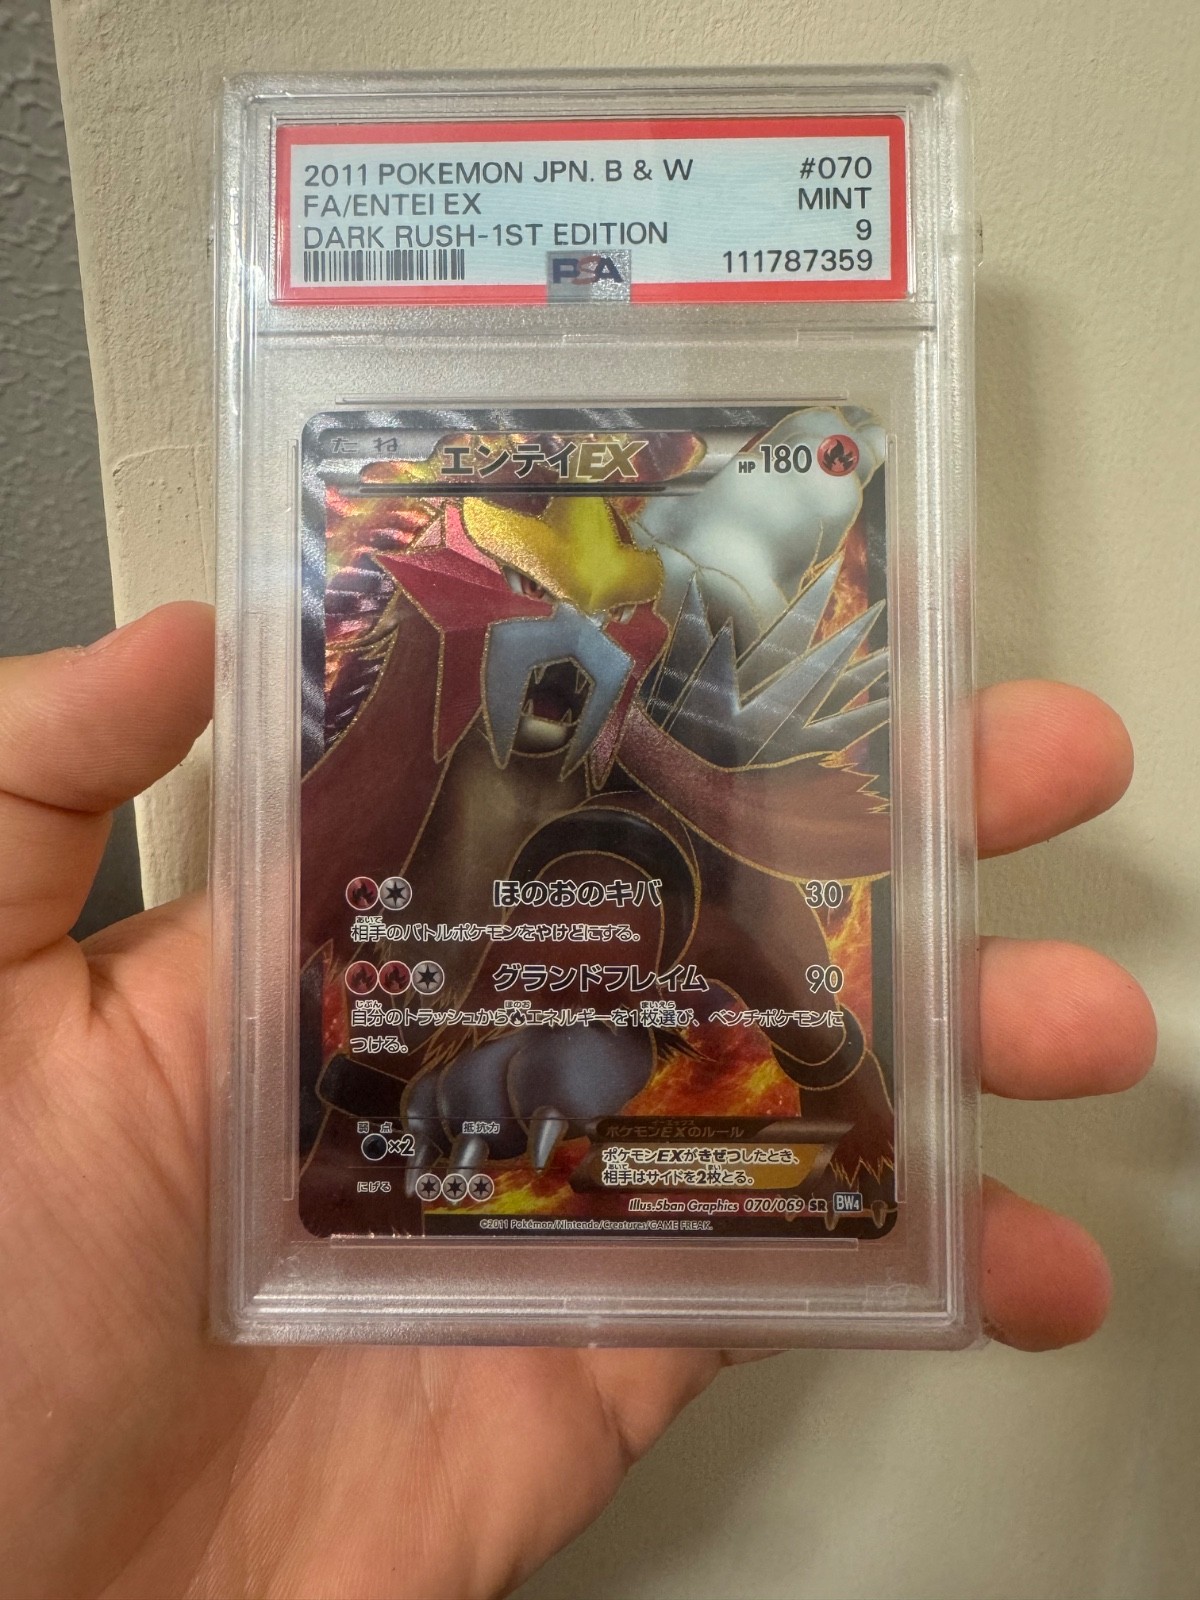 2011 POKEMON JPN. B & W #070
FA/ENTEI EX MINT
DARK RUSH-1ST EDITION 9
PSA 111787359
たね エンテイEX HP 180
ほのおのキバ 30
相手のバトルポケモンをやけどにする。
グランドフレイム 90
自分のトラッシュからエネルギーを1枚選び、ベンチポケモンに
つける。
弱点 抵抗力
×2
にげる
ポケモンEXのルール
ポケモンEXがきぜつしたとき、
相手はサイドを2枚とる。
Illus.5ban Graphics 070/069 SR BW4
©2011 Pokémon/Nintendo/Creatures/GAME FREAK.